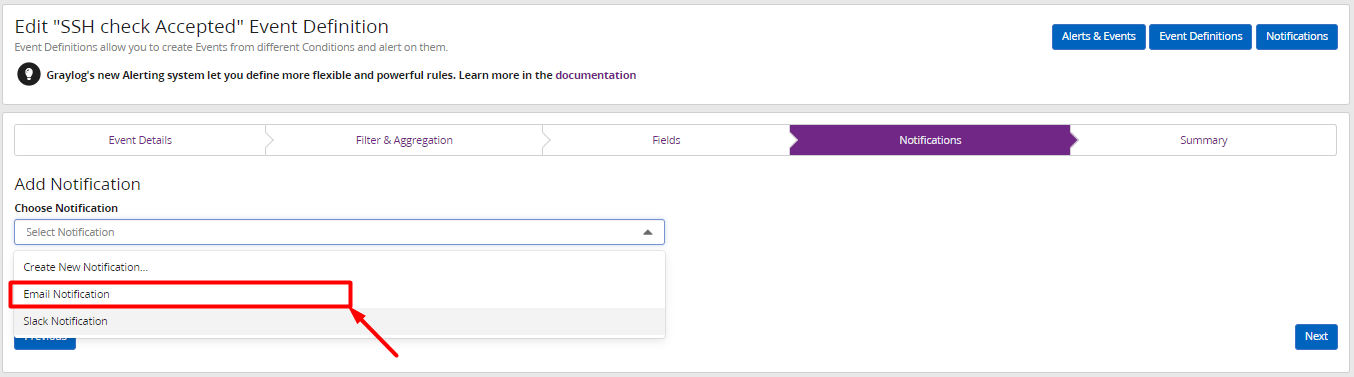 Edit "SSH check Accepted" Event Definition
Event Definitions allow you to create Events from different Conditions and alert on them.
Alerts & Events
Event Definitions
Notifications
Graylog's new Alerting system let you define more flexible and powerful rules. Learn more in the documentation
Event Details
Filter & Aggregation
Fields
Notifications
Summary
Add Notification
Choose Notification
Select Notification
Create New Notification...
Email Notification
Slack Notification
Previous
Next